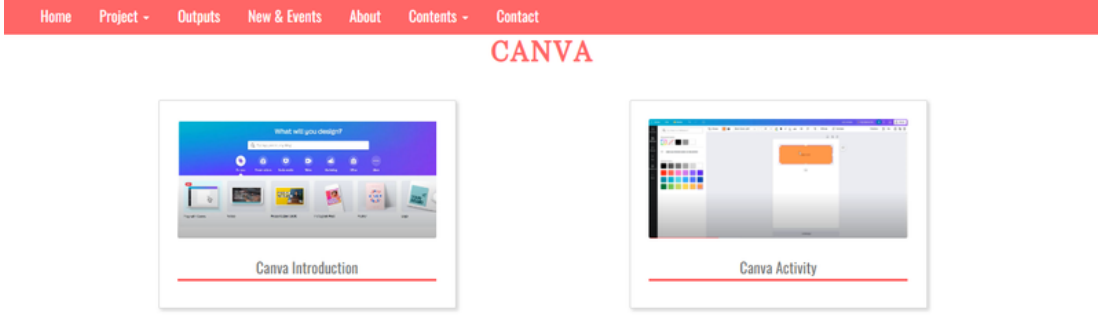 Home Project Outputs New & Events About Contents Contact
CANVA
What will you design?
Canva Introduction
Canva Activity